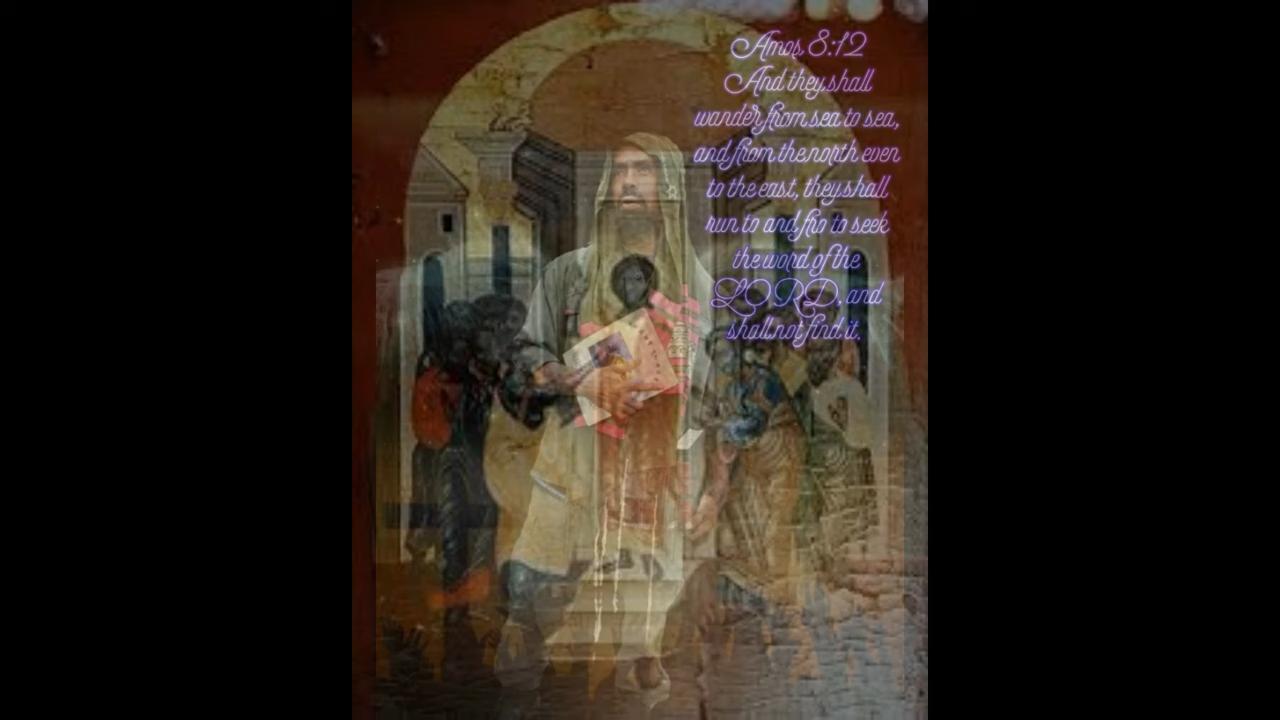 Amos 8:12
And they shall
wander from sea to sea,
and from the north even
to the east, they shall
run to and fro to seek
the word of the
LORD, and
shall not find it.